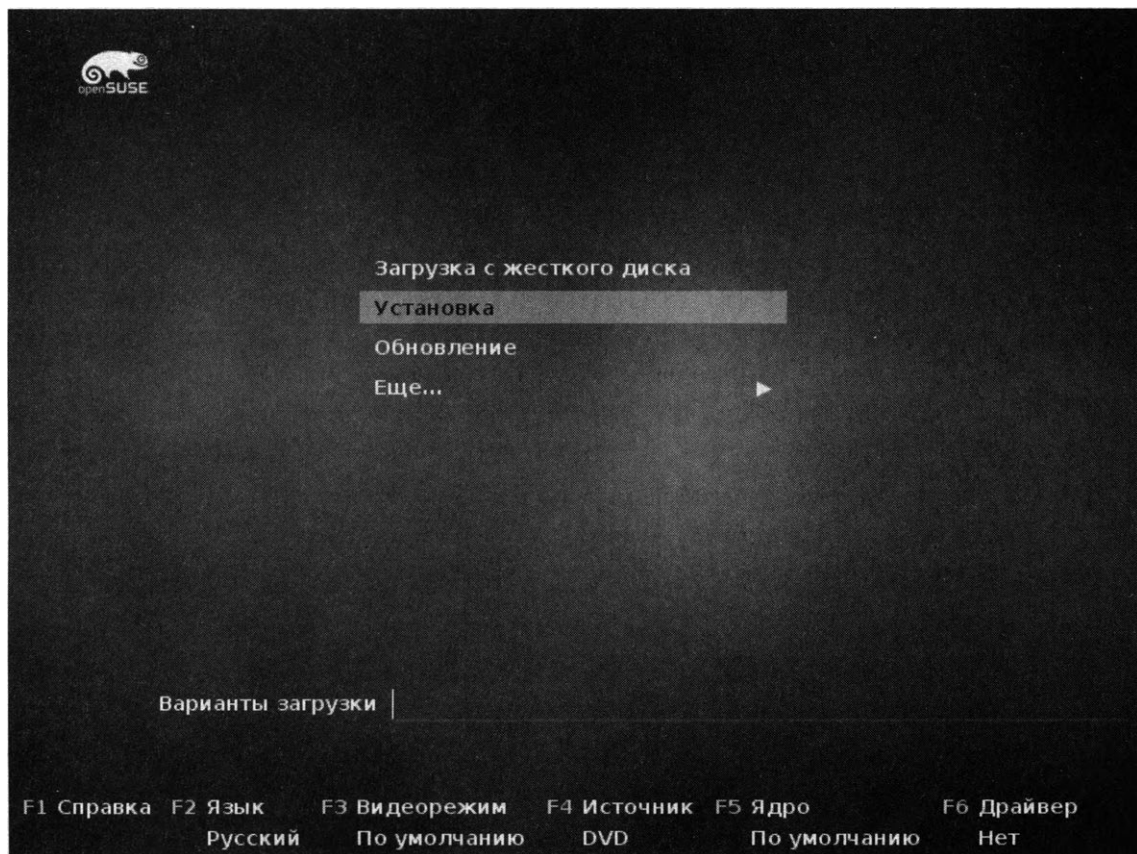 openSUSE
Загрузка с жесткого диска
Установка
Обновление
Еще...
Варианты загрузки
F1 Справка F2 Язык F3 Видеорежим F4 Источник F5 Ядро F6 Драйвер
Русский По умолчанию DVD По умолчанию Нет